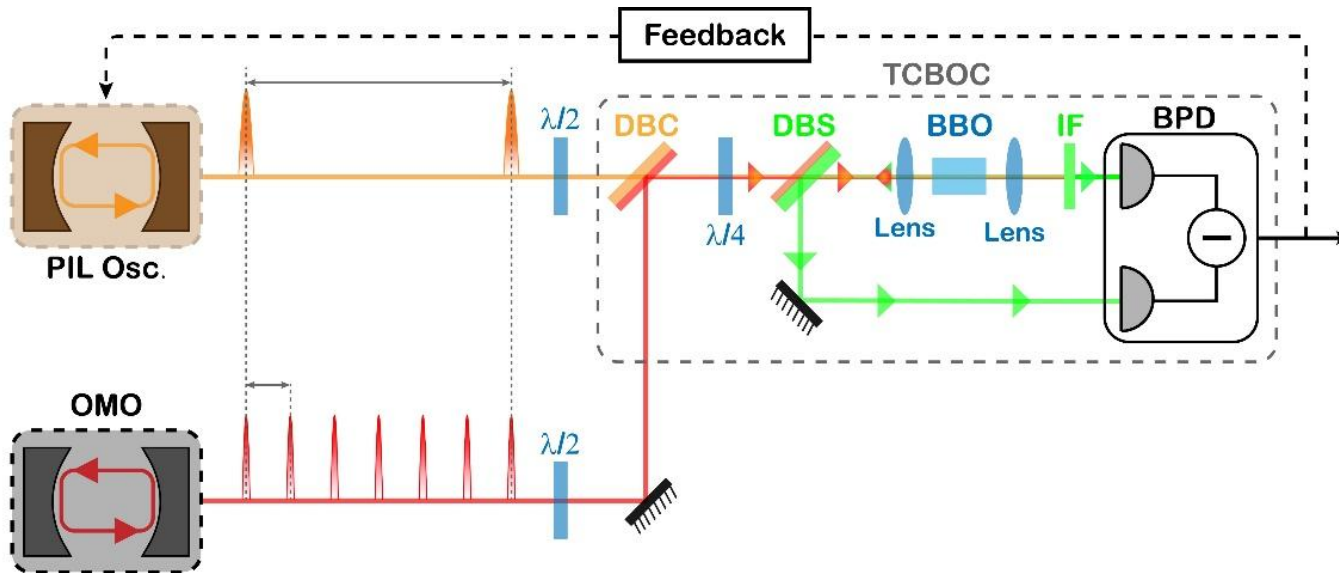 Feedback
TCBOC
λ/2
DBC
DBS
BBO
IF
BPD
PIL Osc.
λ/4
Lens
Lens
OMO
λ/2